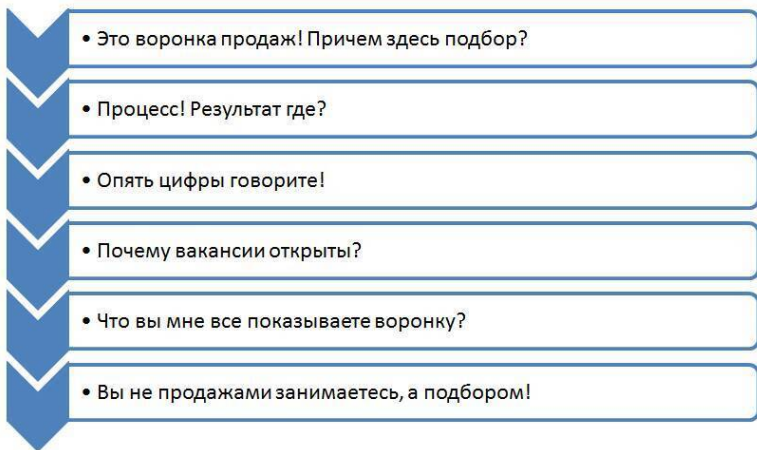 • Это воронка продаж! Причем здесь подбор?
• Процесс! Результат где?
• Опять цифры говорите!
• Почему вакансии открыты?
• Что вы мне все показываете воронку?
• Вы не продажами занимаетесь, а подбором!